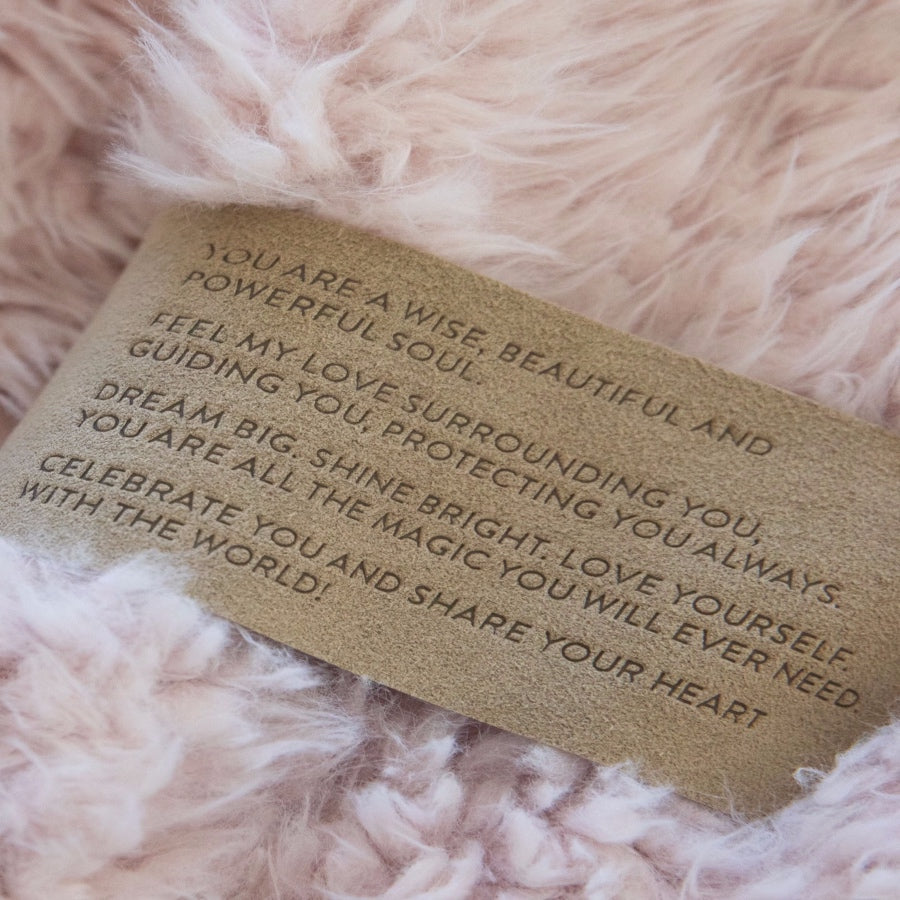 YOU ARE A WISE, BEAUTIFUL AND
POWERFUL SOUL.
FEEL MY LOVE SURROUNDING YOU,
GUIDING YOU, PROTECTING YOU ALWAYS.
DREAM BIG. SHINE BRIGHT. LOVE YOURSELF.
YOU ARE ALL THE MAGIC YOU WILL EVER NEED.
CELEBRATE YOU AND SHARE YOUR HEART
WITH THE WORLD!